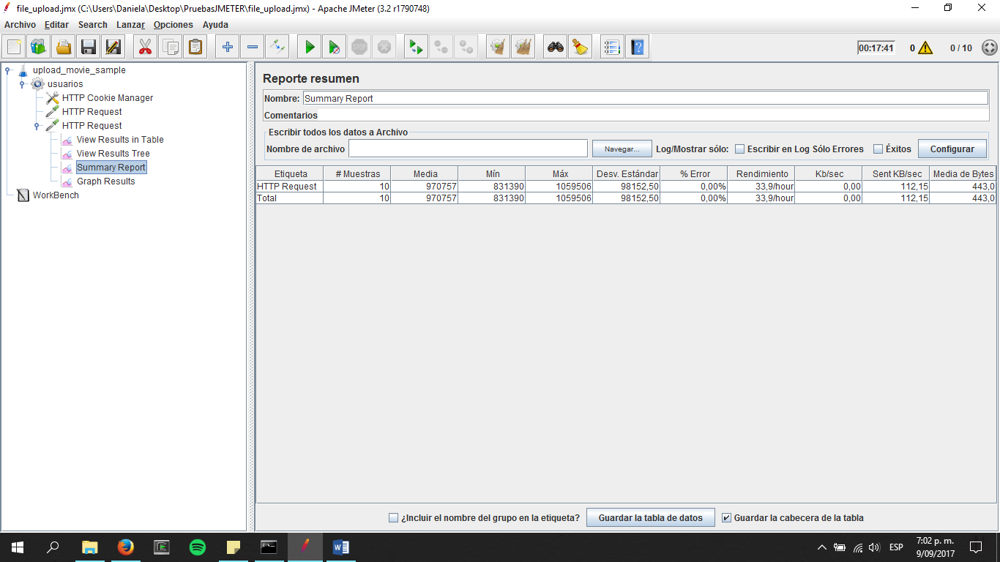 file_upload.jmx (C:\Users\Daniela\Desktop\PruebasJMETER\file_upload.jmx) - Apache JMeter (3.2 r1790748)
Archivo Editar Search Lanzar Opciones Ayuda
00:17:41 0 0 / 10
upload_movie_sample
usuarios
HTTP Cookie Manager
HTTP Request
HTTP Request
View Results in Table
View Results Tree
Summary Report
Graph Results
WorkBench
Reporte resumen
Nombre: Summary Report
Comentarios
Escribir todos los datos a Archivo
Nombre de archivo Navegar... Log/Mostrar sólo: Escribir en Log Sólo Errores Éxitos Configurar
Etiqueta # Muestras Media Mín Máx Desv. Estándar % Error Rendimiento Kb/sec Sent KB/sec Media de Bytes
HTTP Request 10 970757 831390 1059506 98152,50 0,00% 33,9/hour 0,00 112,15 443,0
Total 10 970757 831390 1059506 98152,50 0,00% 33,9/hour 0,00 112,15 443,0
¿Incluir el nombre del grupo en la etiqueta? Guardar la tabla de datos Guardar la cabecera de la tabla
ESP 7:02 p. m.
9/09/2017